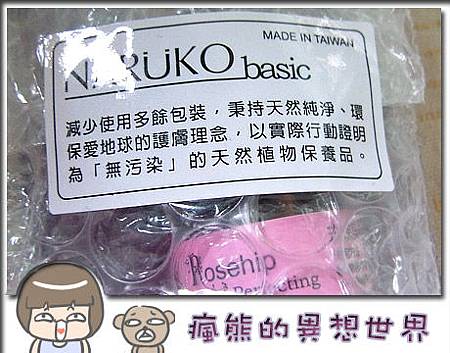 MADE IN TAIWAN
NARÜKO basic
減少使用多餘包裝，秉持天然純淨、環
保愛地球的護膚理念，以實際行動證明
為「無污染」的天然植物保養品。
Rosehip
瘋熊的異想世界